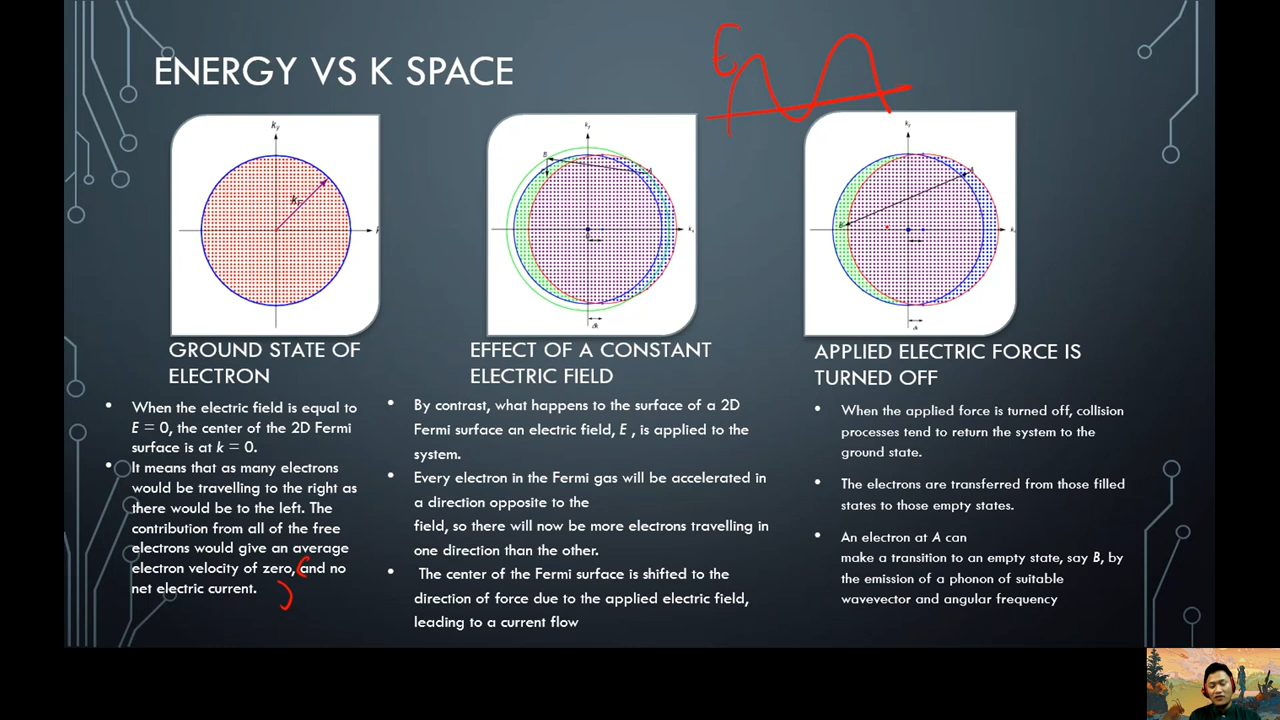 ENERGY VS K SPACE
E
ky
kF
ky
B
A
kx
dk
ky
A
B
kx
GROUND STATE OF
ELECTRON
• When the electric field is equal to
E = 0, the center of the 2D Fermi
surface is at k = 0.
• It means that as many electrons
would be travelling to the right as
there would be to the left. The
contribution from all of the free
electrons would give an average
electron velocity of zero, and no
net electric current.
EFFECT OF A CONSTANT
ELECTRIC FIELD
• By contrast, what happens to the surface of a 2D
Fermi surface an electric field, E , is applied to the
system.
• Every electron in the Fermi gas will be accelerated in
a direction opposite to the
field, so there will now be more electrons travelling in
one direction than the other.
• The center of the Fermi surface is shifted to the
direction of force due to the applied electric field,
leading to a current flow
APPLIED ELECTRIC FORCE IS
TURNED OFF
• When the applied force is turned off, collision
processes tend to return the system to the
ground state.
• The electrons are transferred from those filled
states to those empty states.
• An electron at A can
make a transition to an empty state, say B, by
the emission of a phonon of suitable
wavevector and angular frequency